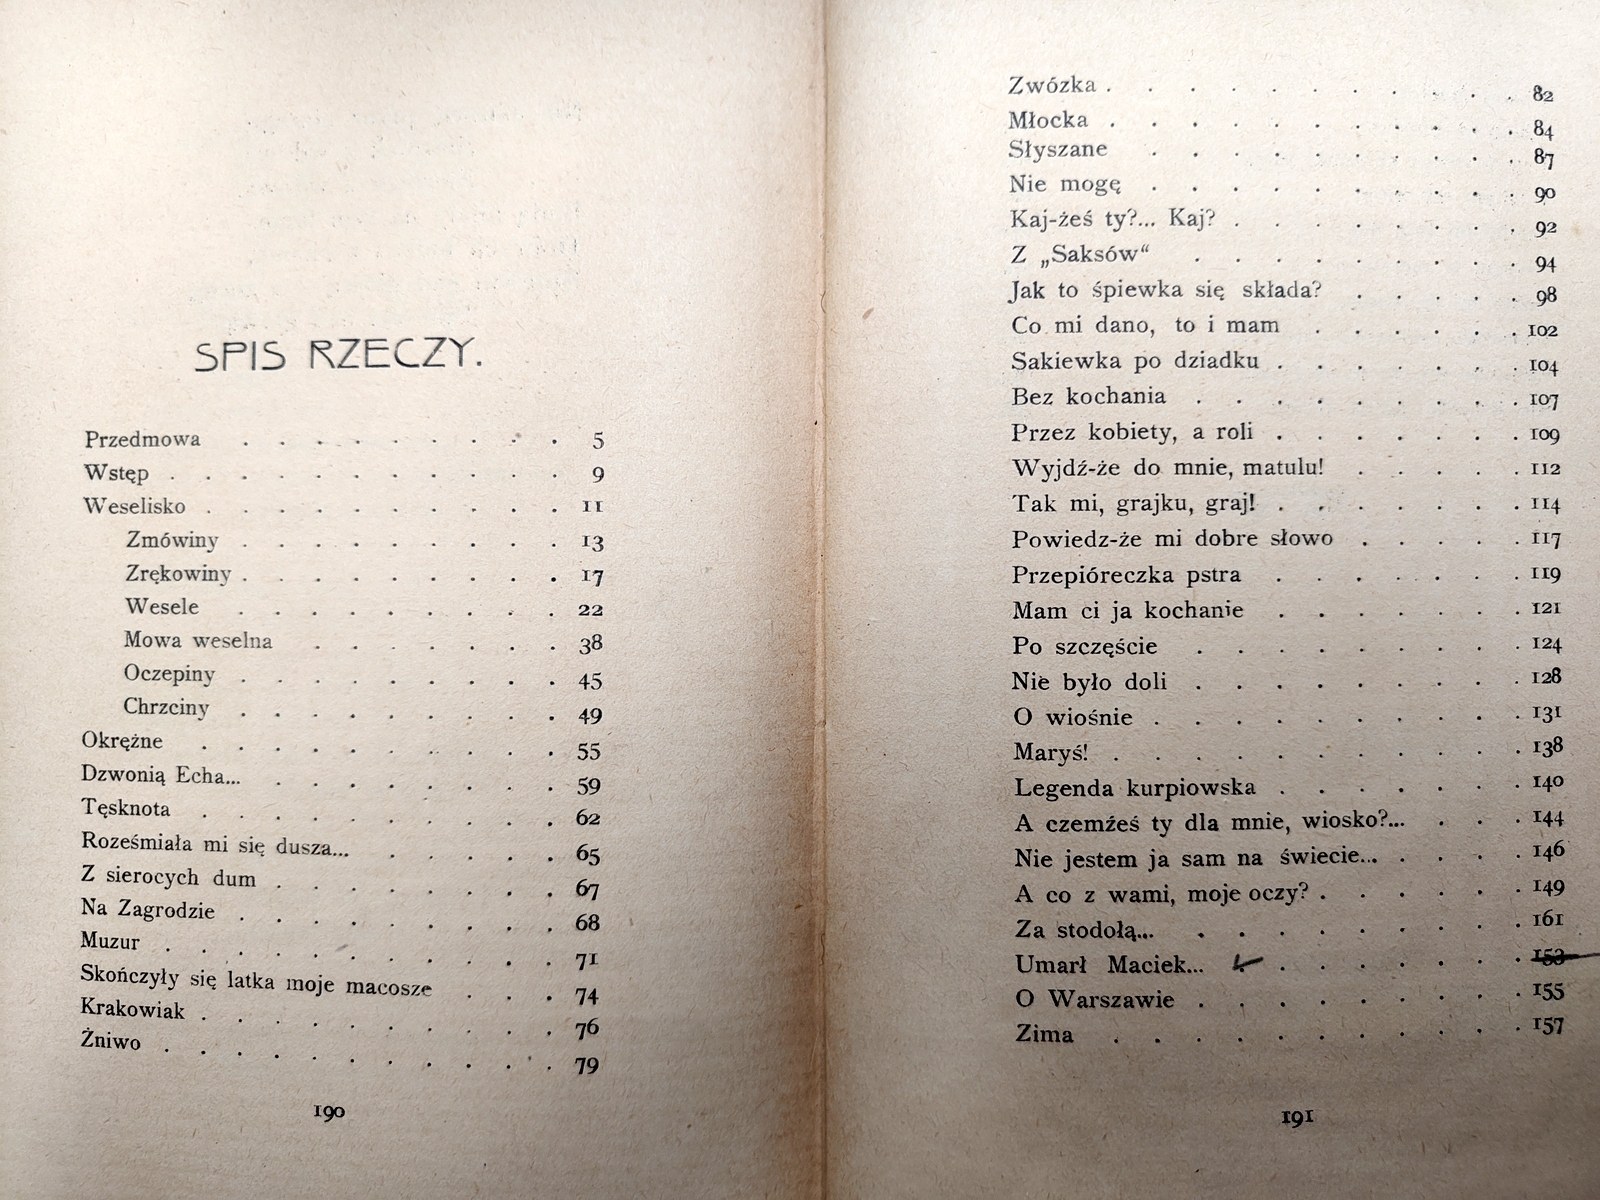 SPIS RZECZY.
Przedmowa . . . . . . . . . 5
Wstęp . . . . . . . . . . . 9
Weselisko . . . . . . . . . . 11
Zmówiny . . . . . . . . . 13
Zrękowiny . . . . . . . . . 17
Wesele . . . . . . . . . 22
Mowa weselna . . . . . . . 38
Oczepiny . . . . . . . . . 45
Chrzciny . . . . . . . . . 49
Okrężne . . . . . . . . . . 55
Dzwonią Echa... . . . . . . . . 59
Tęsknota . . . . . . . . . . 62
Roześmiała mi się dusza... . . . . . 65
Z sierocych dum . . . . . . . . 67
Na Zagrodzie . . . . . . . . . 68
Muzur . . . . . . . . . . . 71
Skończyły się latka moje macosze . . . 74
Krakowiak . . . . . . . . . . 76
Żniwo . . . . . . . . . . . 79
190
Zwózka . . . . . . . . . . . 82
Młocka . . . . . . . . . . . 84
Słyszane . . . . . . . . . . 87
Nie mogę . . . . . . . . . . 90
Kaj-żeś ty?... Kaj? . . . . . . . . 92
Z „Saksów“ . . . . . . . . . 94
Jak to śpiewka się składa? . . . . . 98
Co mi dano, to i mam . . . . . . 102
Sakiewka po dziadku . . . . . . . 104
Bez kochania . . . . . . . . . 107
Przez kobiety, a roli . . . . . . . 109
Wyjdź-że do mnie, matulu! . . . . . 112
Tak mi, grajku, graj! . . . . . . . 114
Powiedz-że mi dobre słowo . . . . . 117
Przepióreczka pstra . . . . . . . 119
Mam ci ja kochanie . . . . . . . 121
Po szczęście . . . . . . . . . 124
Nie było doli . . . . . . . . . 128
O wiośnie . . . . . . . . . . 131
Maryś! . . . . . . . . . . . 138
Legenda kurpiowska . . . . . . . 140
A czemźeś ty dla mnie, wiosko?... . . . 144
Nie jestem ja sam na świecie... . . . . 146
A co z wami, moje oczy? . . . . . . 149
Za stodołą... . . . . . . . . . 161
Umarł Maciek... . . . . . . . . 153
O Warszawie . . . . . . . . . 155
Zima . . . . . . . . . . . 157
191